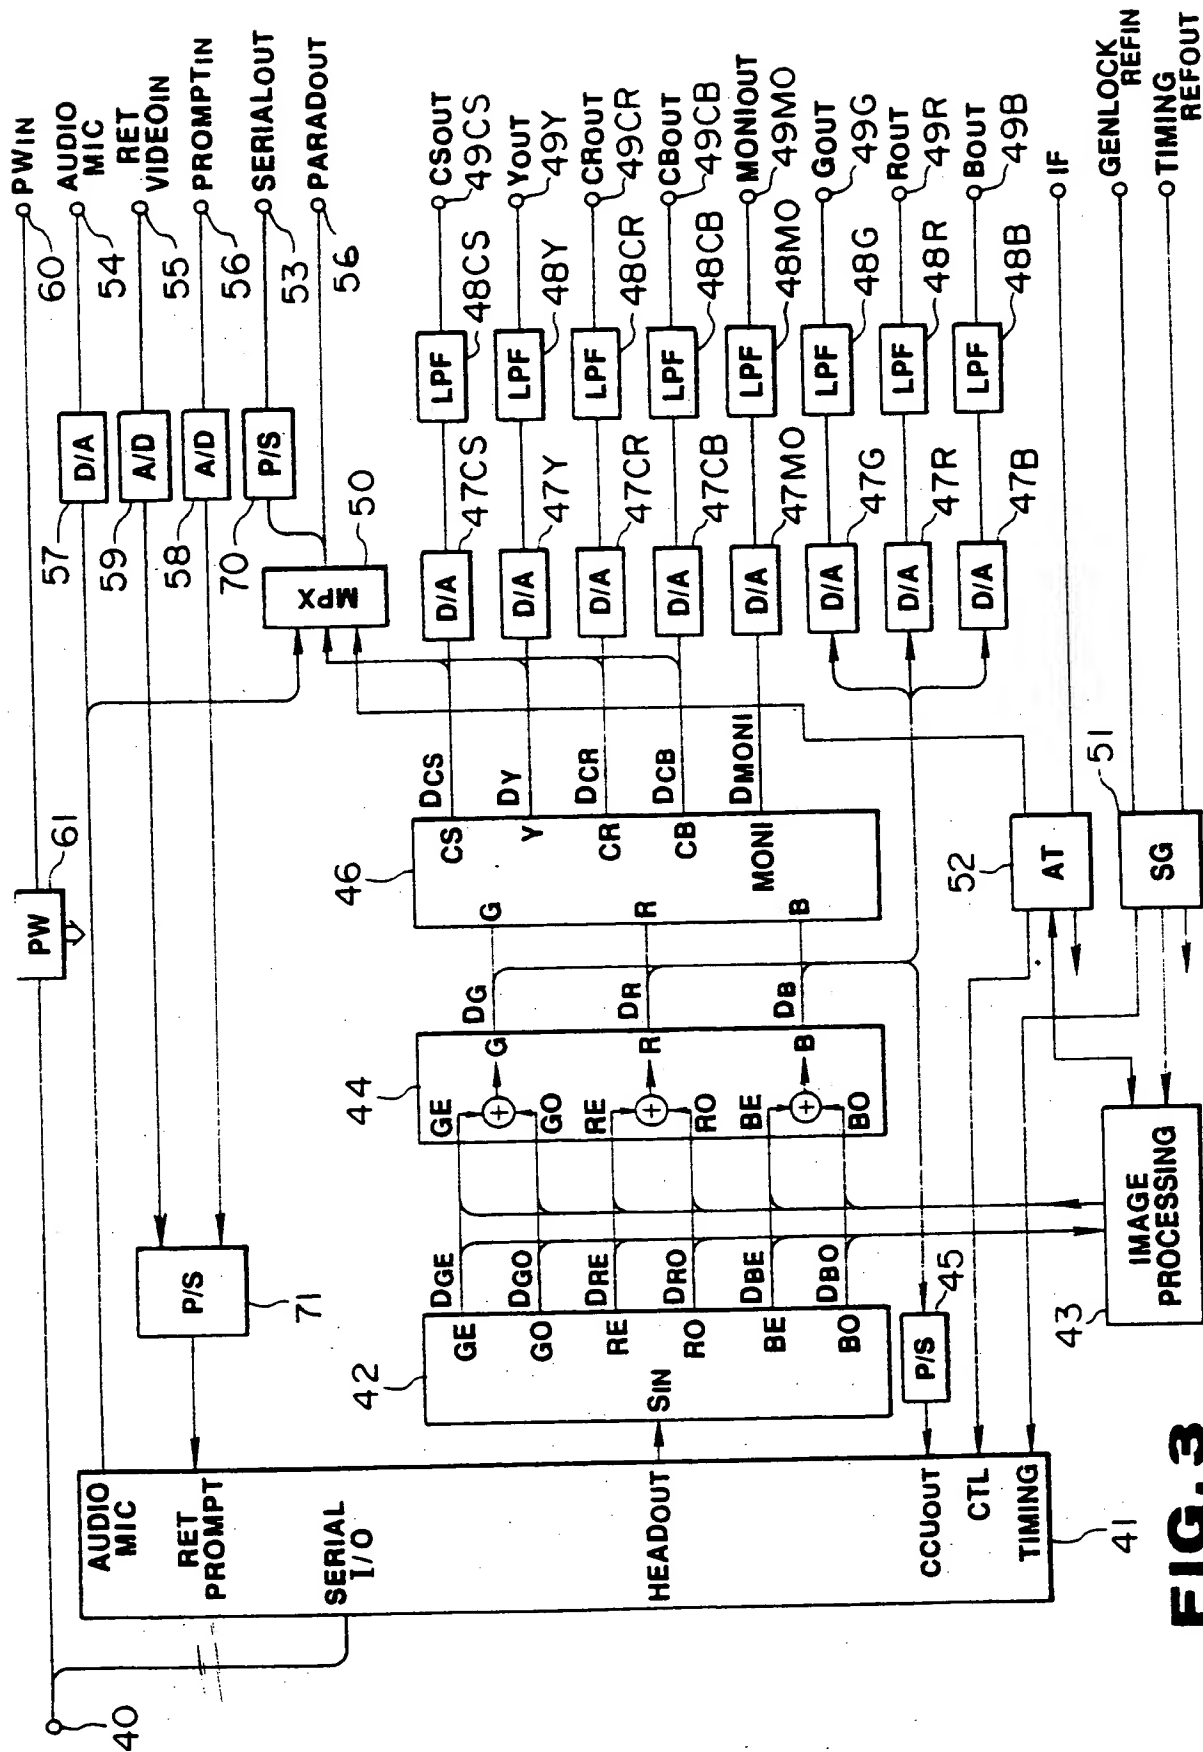 PWIN
60
AUDIO
MIC
54
RET
VIDEOIN
55
PROMPTIN
56
SERIALOUT
53
PARADOUT
56
PW
61
57
D/A
59
A/D
58
A/D
70
P/S
MPX
50
40
AUDIO
MIC
RET
PROMPT
SERIAL
I/O
HEADOUT
CCUOUT
CTL
TIMING
41
P/S
71
42
SIN
GE
GO
RE
RO
BE
BO
DGE
DGO
DRE
DRO
DBE
DBO
P/S
45
44
GE
GO
RE
RO
BE
BO
+
+
+
G
R
B
DG
DR
DB
46
G
R
B
CS
Y
CR
CB
MONI
DCS
DY
DCR
DCB
DMONI
D/A
47CS
LPF
48CS
CSOUT
49CS
D/A
47Y
LPF
48Y
YOUT
49Y
D/A
47CR
LPF
48CR
CROUT
49CR
D/A
47CB
LPF
48CB
CBOUT
49CB
D/A
47MO
LPF
48MO
MONIOUT
49MO
D/A
47G
LPF
48G
GOUT
49G
D/A
47R
LPF
48R
ROUT
49R
D/A
47B
LPF
48B
BOUT
49B
52
AT
IF
51
SG
GENLOCK
REFIN
TIMING
REFOUT
43
IMAGE
PROCESSING
FIG. 3